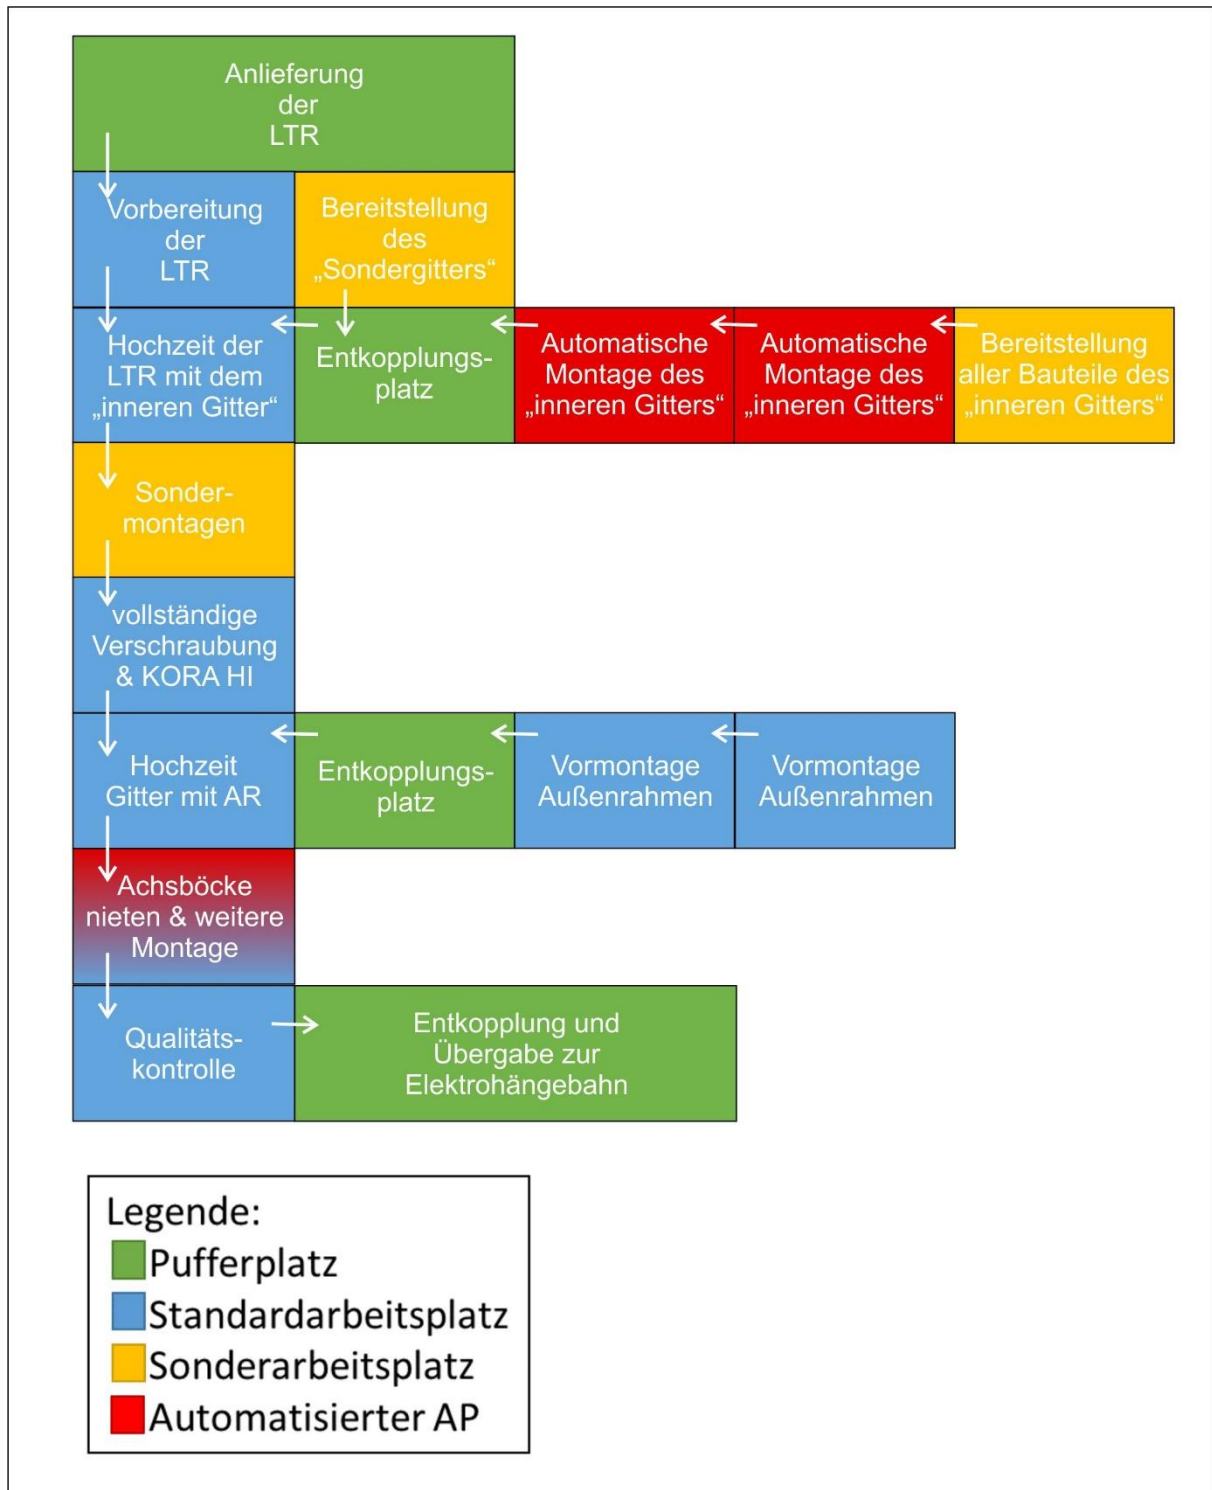 Anlieferung
der
LTR
Vorbereitung
der
LTR
Bereitstellung
des
„Sondergitters“
Hochzeit der
LTR mit dem
„inneren Gitter“
Entkopplungs-
platz
Automatische
Montage des
„inneren Gitters“
Automatische
Montage des
„inneren Gitters“
Bereitstellung
aller Bauteile des
„inneren Gitters“
Sonder-
montagen
vollständige
Verschraubung
& KORA HI
Hochzeit
Gitter mit AR
Entkopplungs-
platz
Vormontage
Außenrahmen
Vormontage
Außenrahmen
Achsböcke
nieten & weitere
Montage
Qualitäts-
kontrolle
Entkopplung und
Übergabe zur
Elektrohängebahn
Legende:
Pufferplatz
Standardarbeitsplatz
Sonderarbeitsplatz
Automatisierter AP